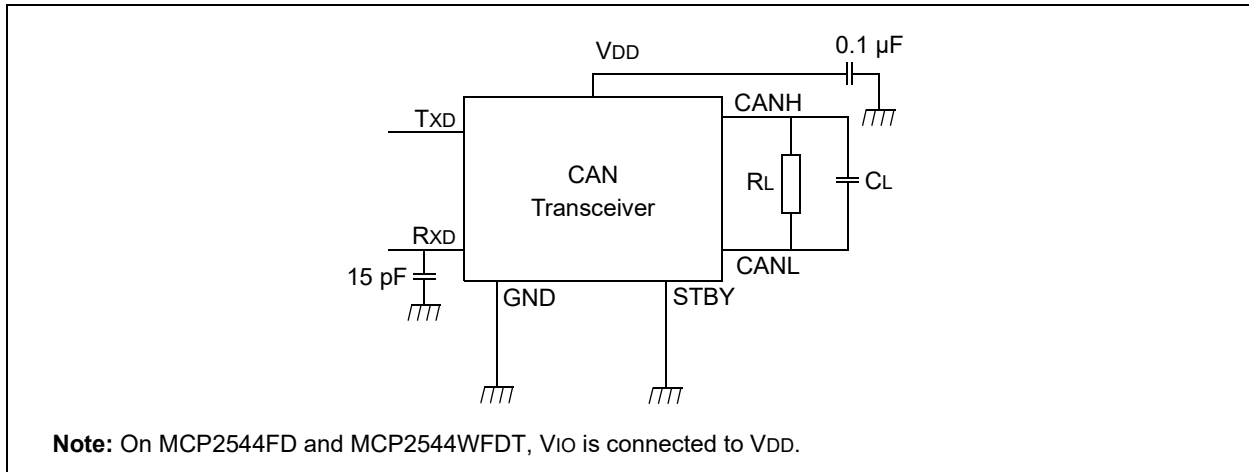 VDD
0.1 µF
CANH
TXD
CAN
Transceiver
RL
CL
RXD
CANL
15 pF
GND
STBY
Note: On MCP2544FD and MCP2544WFDT, VIO is connected to VDD.